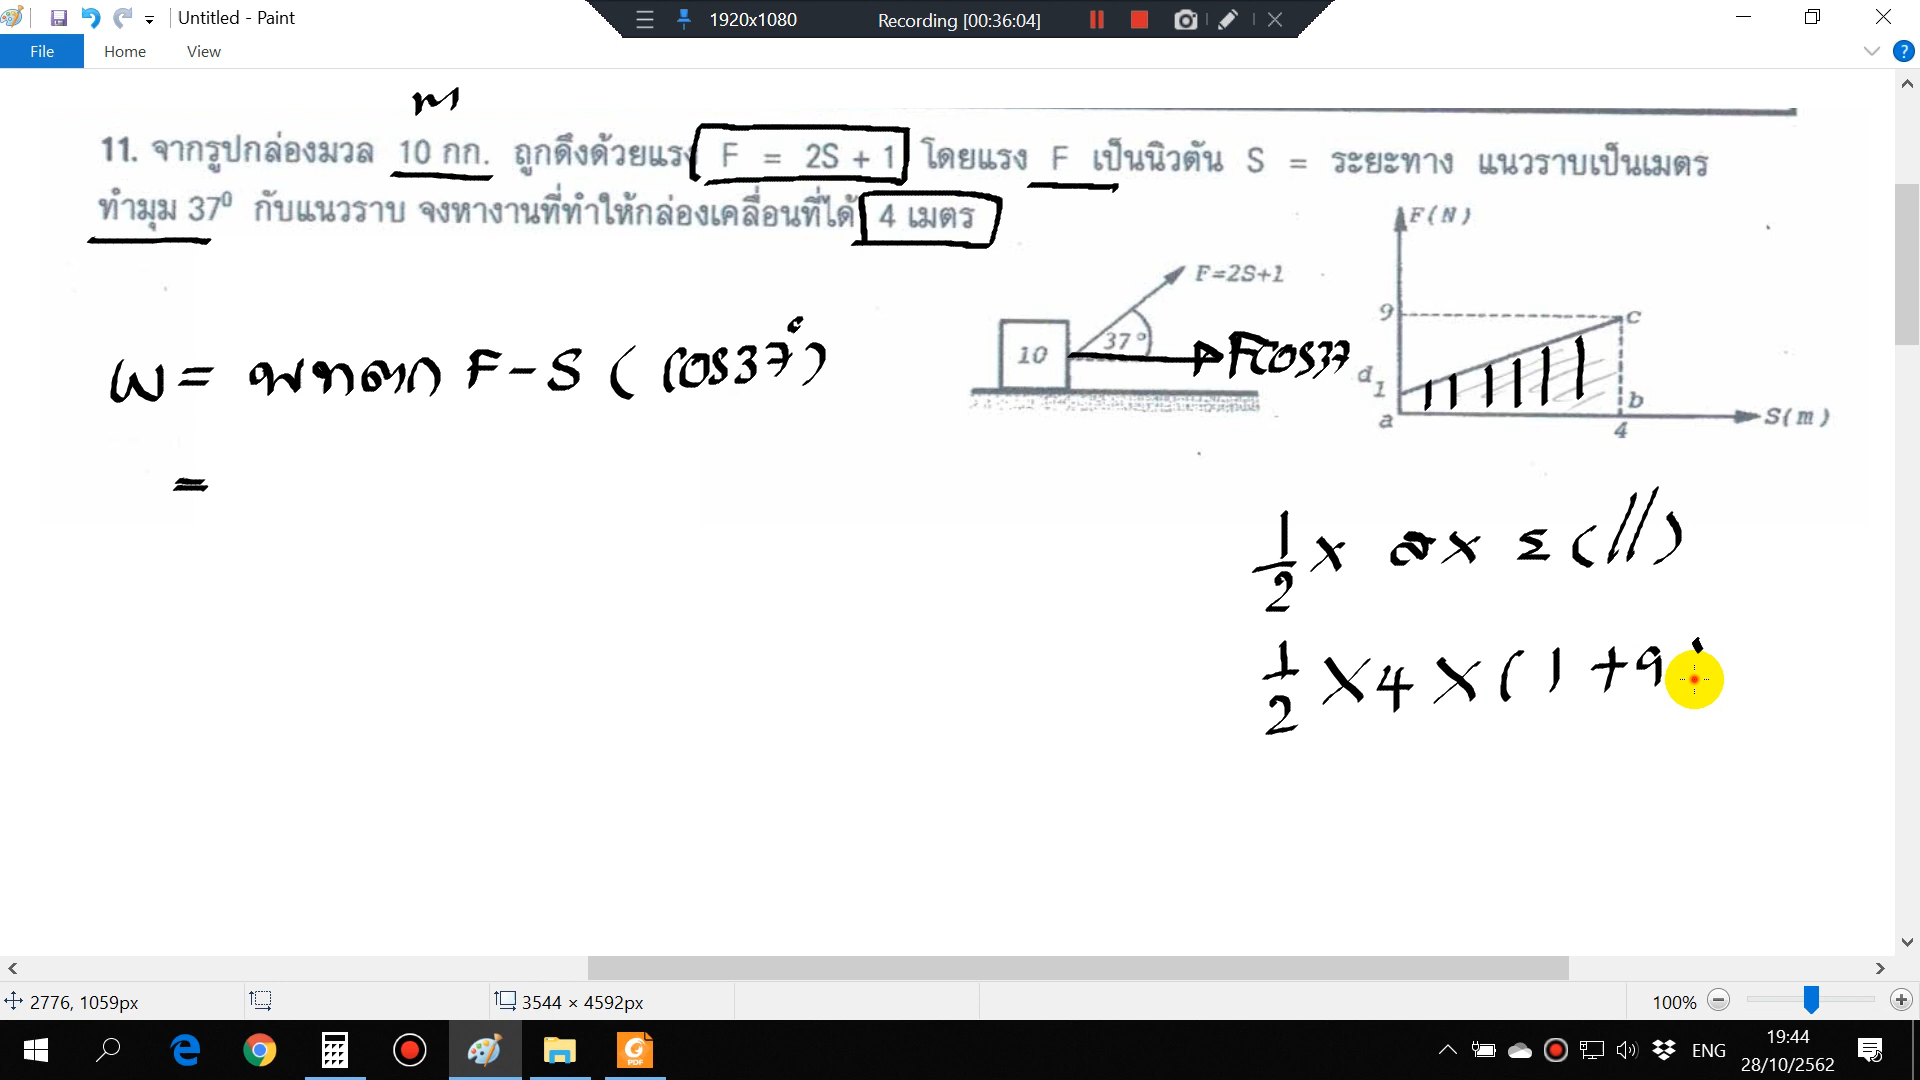 Untitled - Paint
1920x1080
Recording [00:36:04]
File
Home
View
m
11. จากรูปกล่องมวล 10 กก. ถูกดึงด้วยแรง F = 2S + 1 โดยแรง F เป็นนิวตัน S = ระยะทาง แนวราบเป็นเมตร
ทำมุม 37⁰ กับแนวราบ จงหางานที่ทำให้กล่องเคลื่อนที่ได้ 4 เมตร
F(N)
F=2S+1
9
c
37°
10
Fcos37
d
1
a
b
4
S(m)
W = พทตก F-S (cos37°)
=
1/2 x สx Σ(//)
1/2 X 4 X (1+9
2776, 1059px
3544 × 4592px
100%
PDF
ENG
19:44
28/10/2562